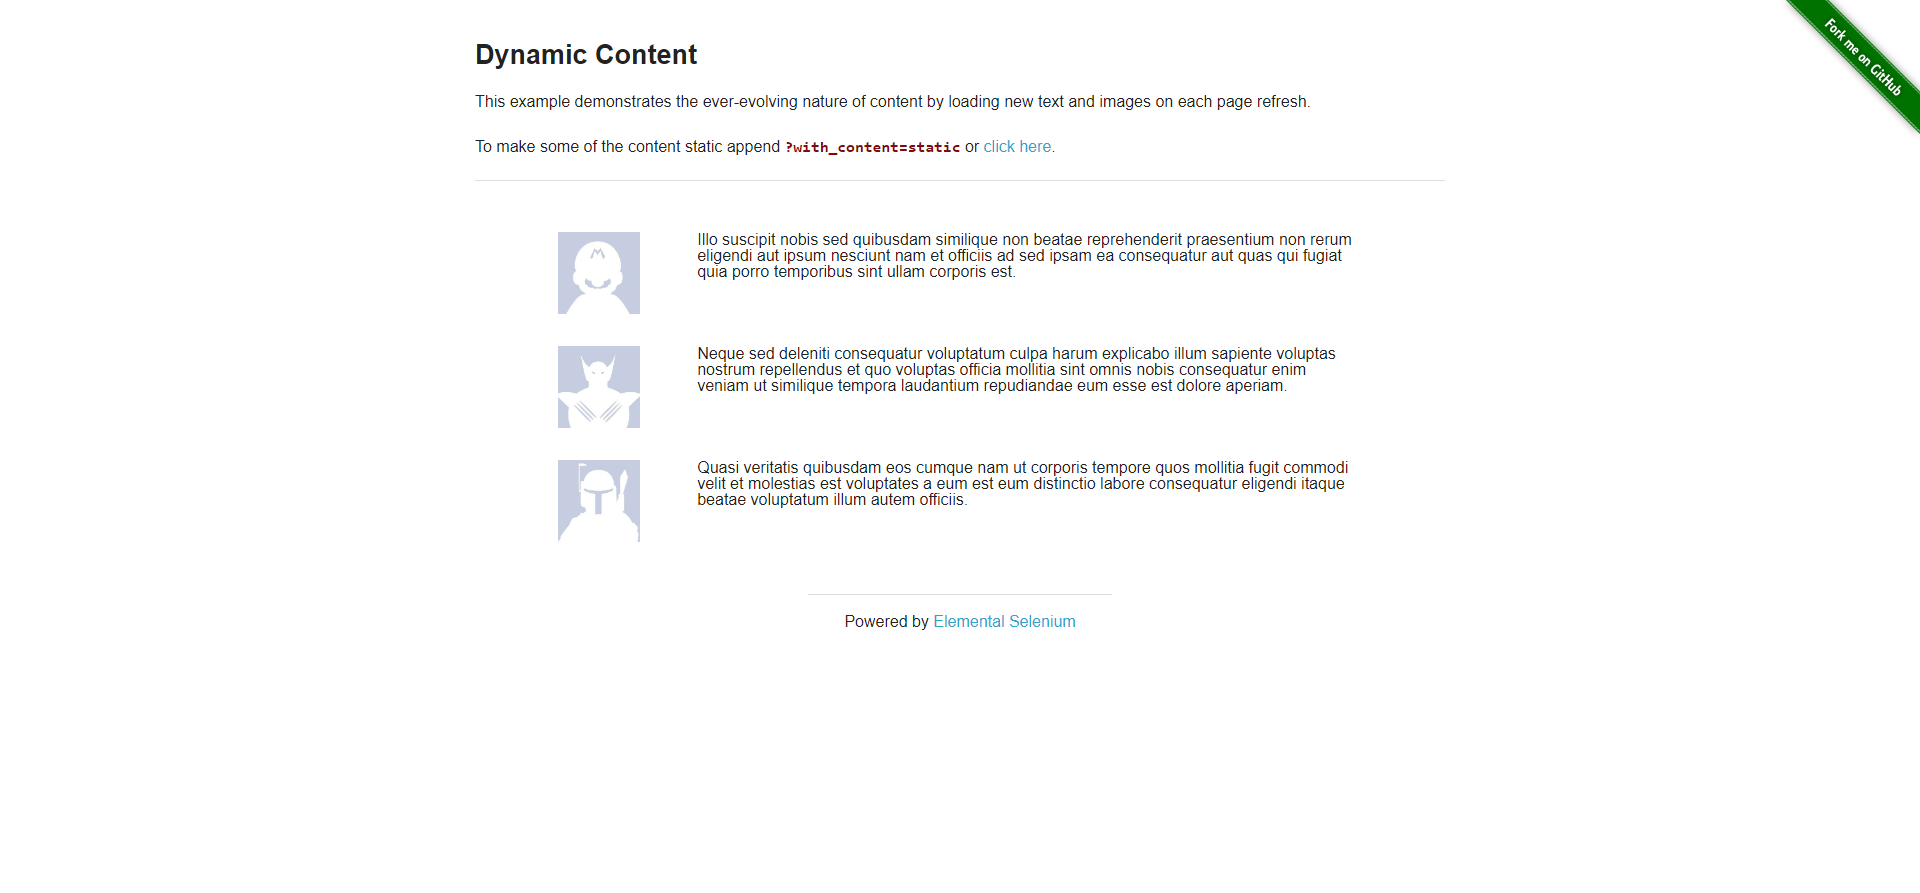 Fork me on GitHub
Dynamic Content
This example demonstrates the ever-evolving nature of content by loading new text and images on each page refresh.
To make some of the content static append ?with_content=static or click here.
Illo suscipit nobis sed quibusdam similique non beatae reprehenderit praesentium non rerum
eligendi aut ipsum nesciunt nam et officiis ad sed ipsam ea consequatur aut quas qui fugiat
quia porro temporibus sint ullam corporis est.
Neque sed deleniti consequatur voluptatum culpa harum explicabo illum sapiente voluptas
nostrum repellendus et quo voluptas officia mollitia sint omnis nobis consequatur enim
veniam ut similique tempora laudantium repudiandae eum esse est dolore aperiam.
Quasi veritatis quibusdam eos cumque nam ut corporis tempore quos mollitia fugit commodi
velit et molestias est voluptates a eum est eum distinctio labore consequatur eligendi itaque
beatae voluptatum illum autem officiis.
Powered by Elemental Selenium